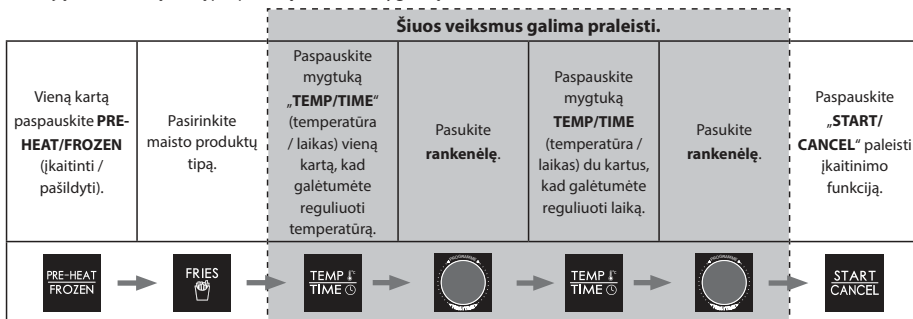 Šiuos veiksmus galima praleisti.
Vieną kartą
paspauskite PRE-
HEAT/FROZEN
(įkaitinti /
pašildyti).
Pasirinkite
maisto produktų
tipą.
Paspauskite
mygtuką
„TEMP/TIME“
(temperatūra
/ laikas) vieną
kartą, kad
galėtumėte
reguliuoti
temperatūrą.
Pasukite
rankenėlę.
Paspauskite
mygtuką
TEMP/TIME
(temperatūra /
laikas) du kartus,
kad galėtumėte
reguliuoti laiką.
Pasukite
rankenėlę.
Paspauskite
„START/
CANCEL“ paleisti
įkaitinimo
funkciją.
PRE-HEAT
FROZEN
FRIES
TEMP
TIME
PROGRAMME
TEMP
TIME
PROGRAMME
START
CANCEL